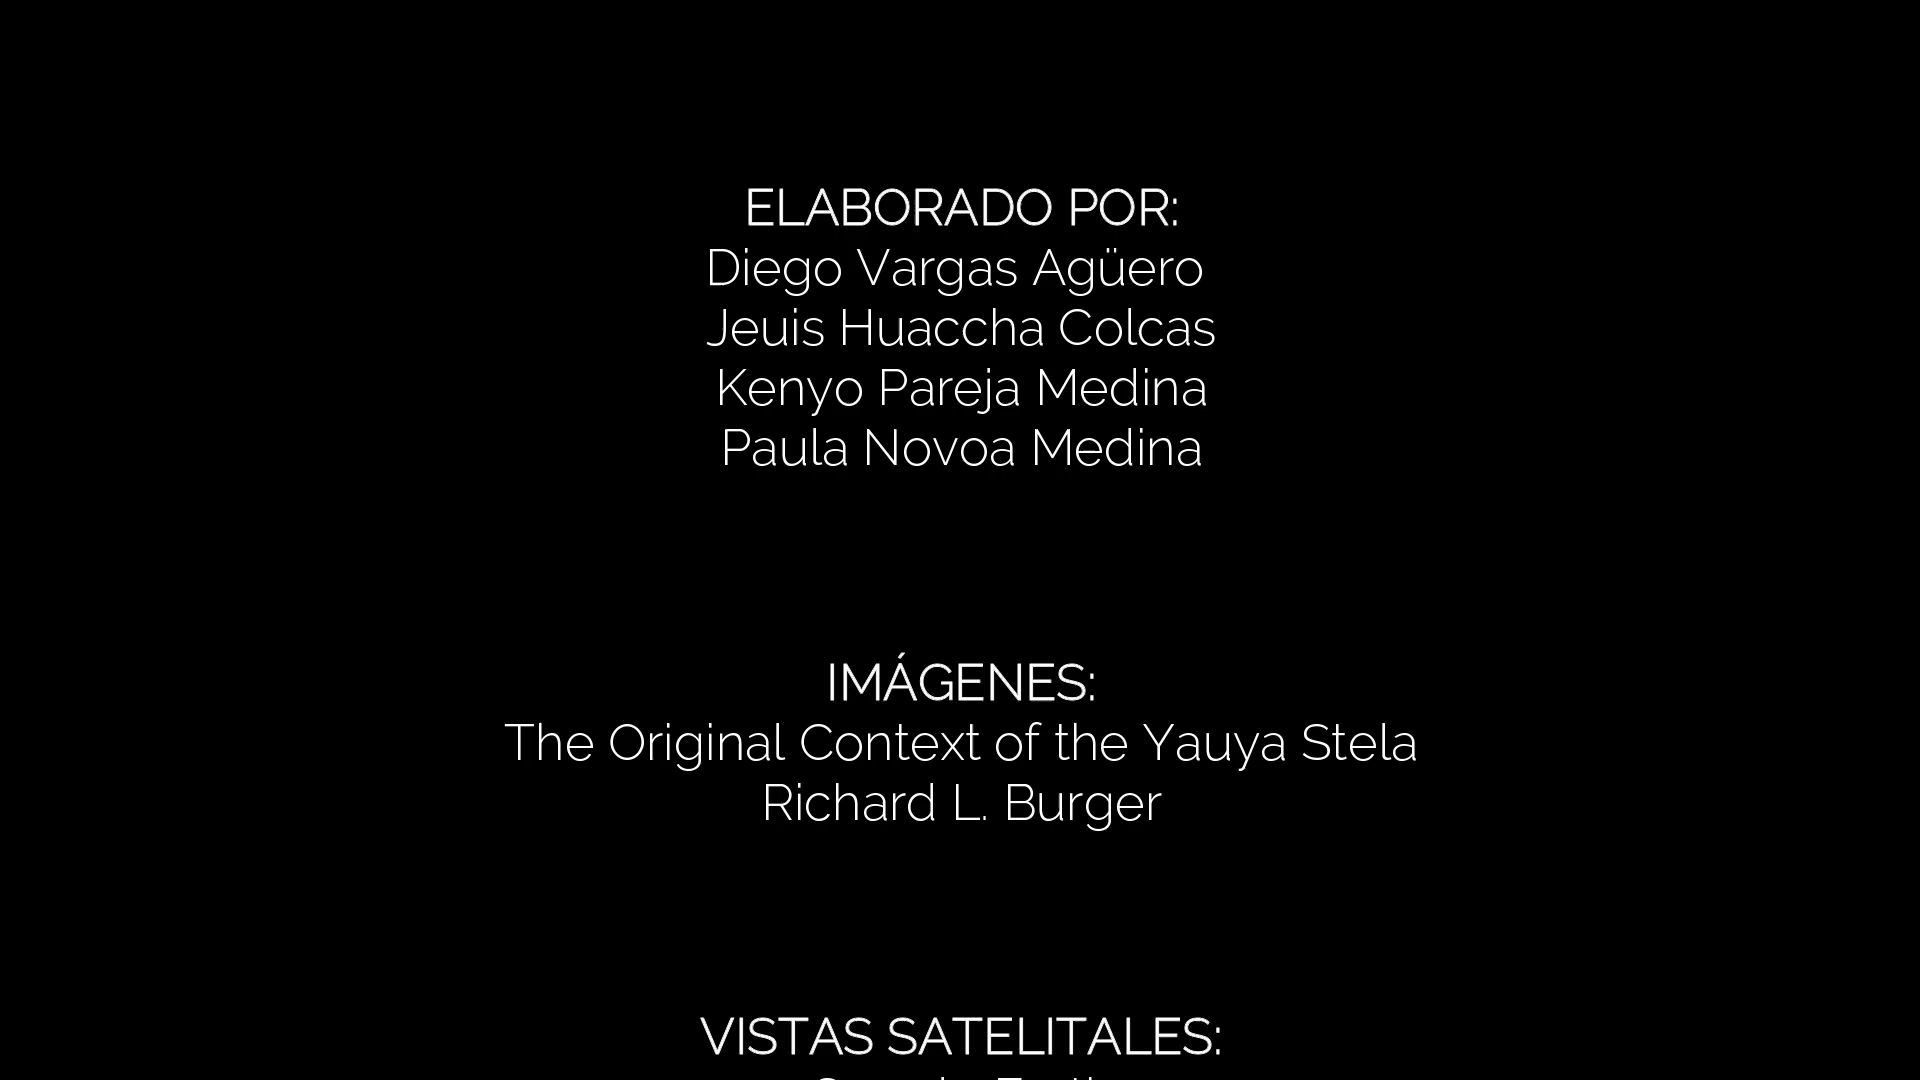 ELABORADO POR:
Diego Vargas Agüero
Jeuis Huaccha Colcas
Kenyo Pareja Medina
Paula Novoa Medina
IMÁGENES:
The Original Context of the Yauya Stela
Richard L. Burger
VISTAS SATELITALES: